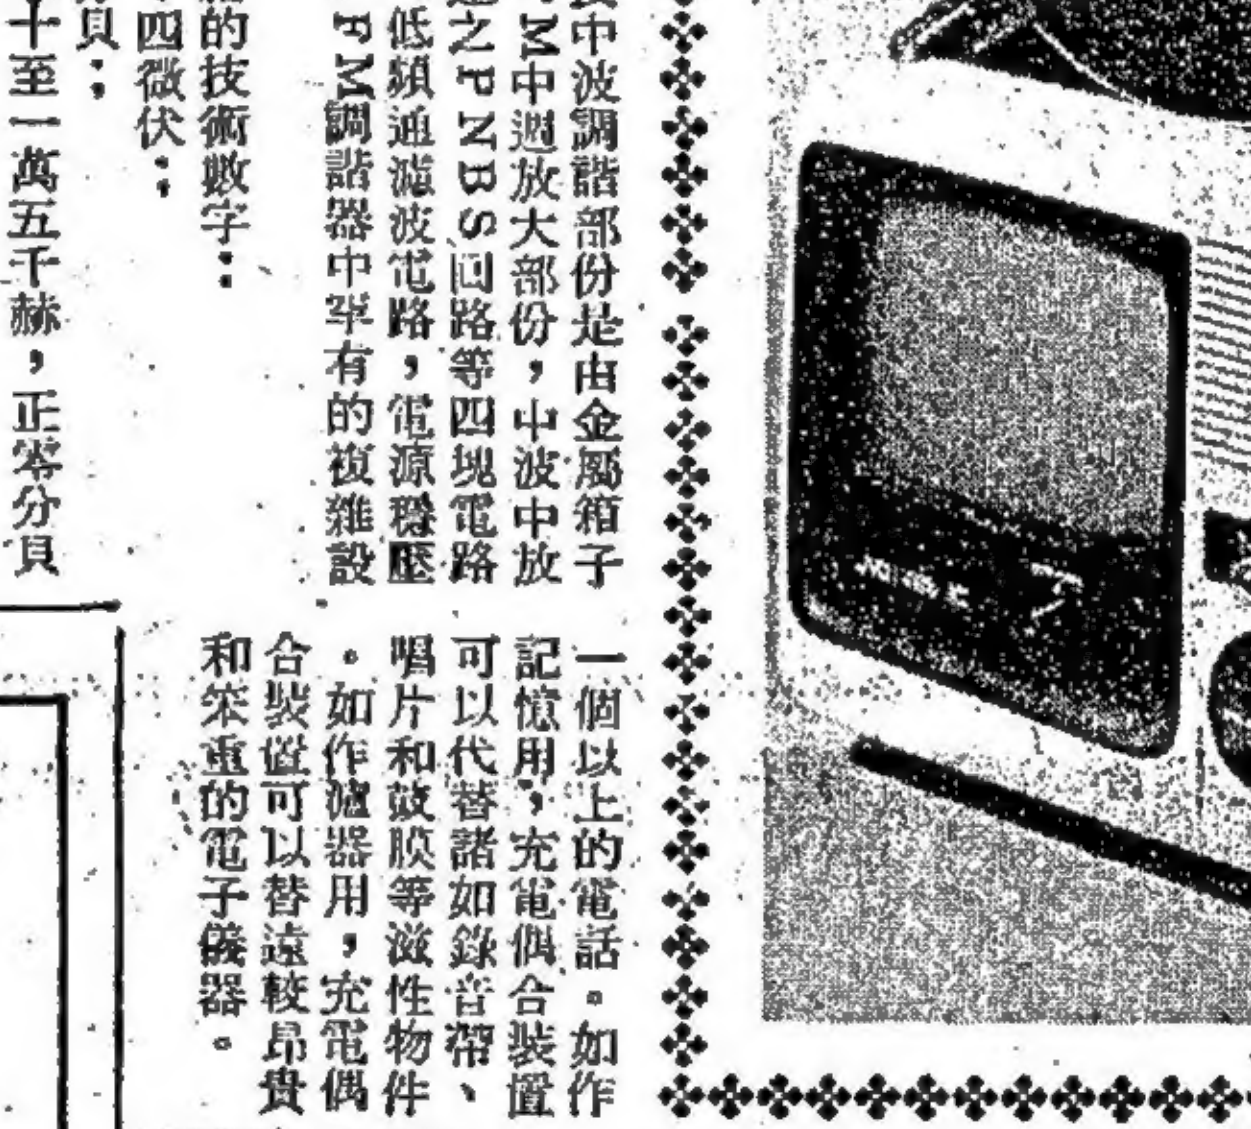 中波調諧部份是由金屬箱子
M中週放大部份，中波中放
NPNBS回路等四塊電路
低頻通濾波電路，電源穩壓
FM調諧器中罕有的複雜設
的技術數字：
四微伏；
貝；
十至一萬五千赫，正零分貝
一個以上的電話。如作
記憶用，充電偶合裝置
可以代替諸如錄音帶、
唱片和效膜等滋性物件
。如作濾器用，充電偶
合裝置可以替遠較昂貴
和笨重的電子儀器。